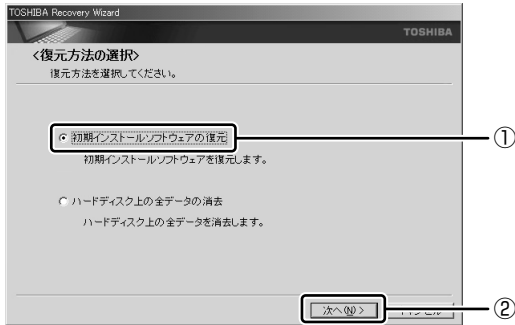 TOSHIBA Recovery Wizard
TOSHIBA
<復元方法の選択>
復元方法を選択してください。
初期インストールソフトウェアの復元
①
初期インストールソフトウェアを復元します。
ハードディスク上の全データの消去
ハードディスク上の全データを消去します。
次へ(N) >
②